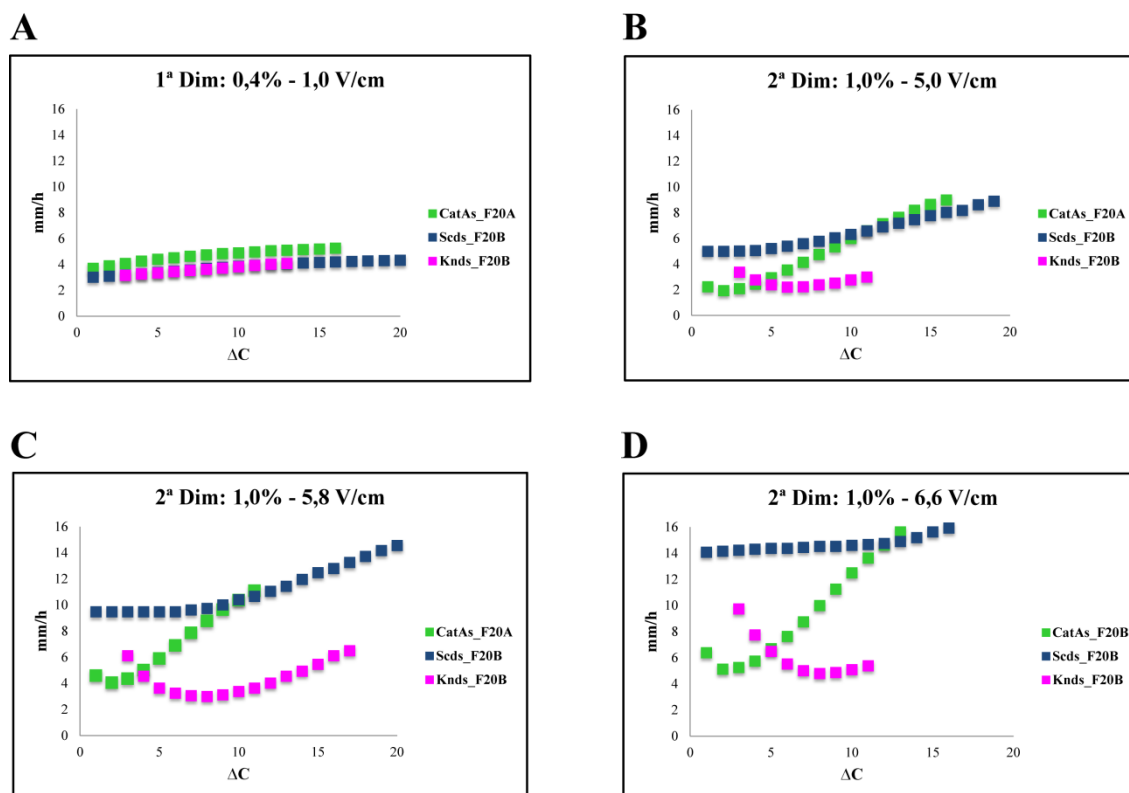 A
1ª Dim: 0,4% - 1,0 V/cm
16
14
12
10
8
6
4
2
0
mm/h
0 5 10 15 20
ΔC
CatAs_F20A
Scds_F20B
Knds_F20B
B
2ª Dim: 1,0% - 5,0 V/cm
16
14
12
10
8
6
4
2
0
mm/h
0 5 10 15 20
ΔC
CatAs_F20A
Scds_F20B
Knds_F20B
C
2ª Dim: 1,0% - 5,8 V/cm
16
14
12
10
8
6
4
2
0
mm/h
0 5 10 15 20
ΔC
CatAs_F20A
Scds_F20B
Knds_F20B
D
2ª Dim: 1,0% - 6,6 V/cm
16
14
12
10
8
6
4
2
0
mm/h
0 5 10 15 20
ΔC
CatAs_F20B
Scds_F20B
Knds_F20B